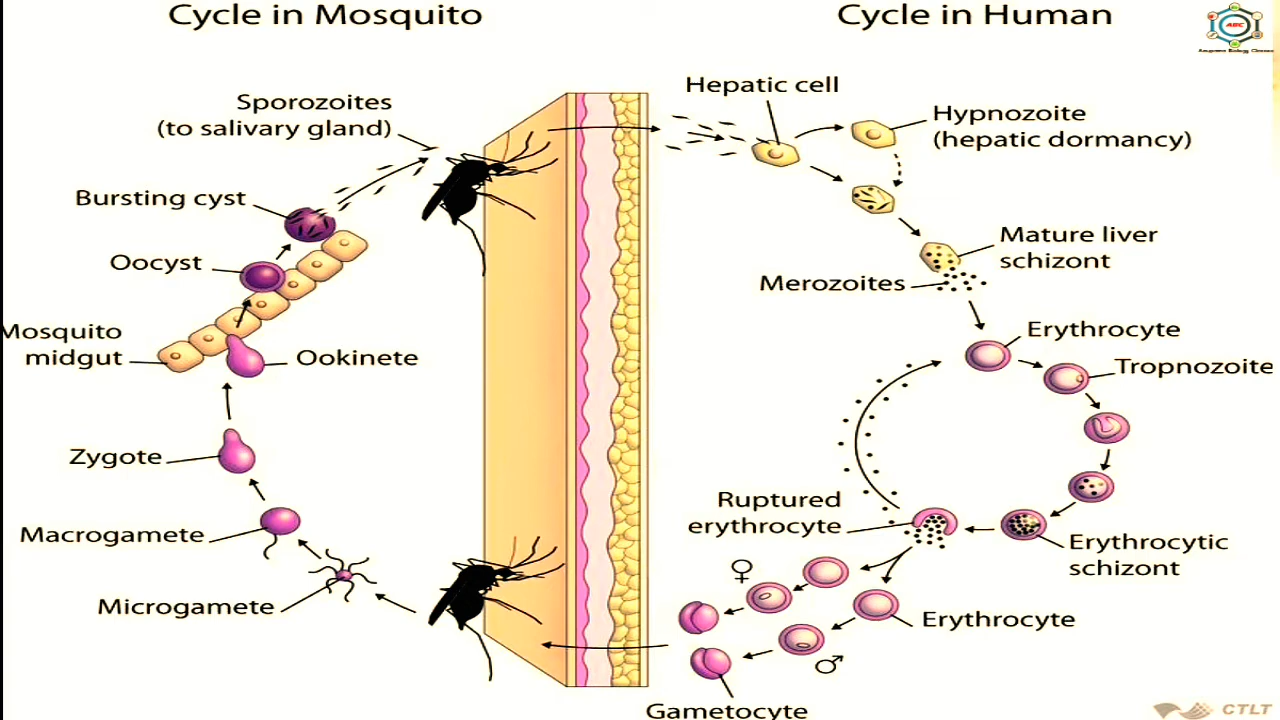 Cycle in Mosquito
Cycle in Human
ABC
Sporozoites
(to salivary gland)
Bursting cyst
Oocyst
Mosquito
midgut
Ookinete
Zygote
Macrogamete
Microgamete
Hepatic cell
Hypnozoite
(hepatic dormancy)
Mature liver
schizont
Merozoites
Erythrocyte
Tropnozoite
Ruptured
erythrocyte
Erythrocytic
schizont
♀
Erythrocyte
♂
Gametocyte
CTLT